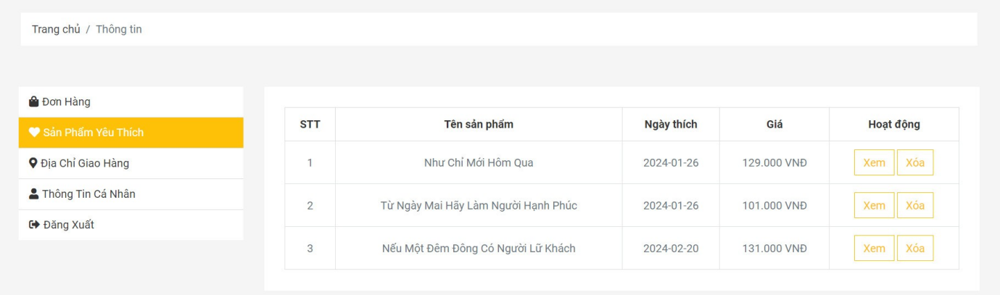 Trang chủ / Thông tin
Đơn Hàng
Sản Phẩm Yêu Thích
Địa Chỉ Giao Hàng
Thông Tin Cá Nhân
Đăng Xuất
STT Tên sản phẩm Ngày thích Giá Hoạt động
1 Như Chỉ Mới Hôm Qua 2024-01-26 129.000 VNĐ Xem Xóa
2 Từ Ngày Mai Hãy Làm Người Hạnh Phúc 2024-01-26 101.000 VNĐ Xem Xóa
3 Nếu Một Đêm Đông Có Người Lữ Khách 2024-02-20 131.000 VNĐ Xem Xóa